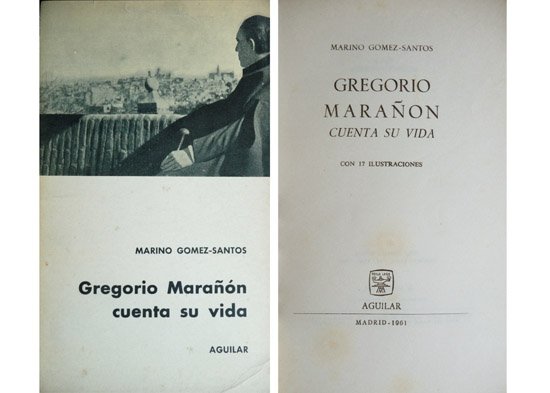 MARINO GOMEZ-SANTOS
Gregorio Marañón
cuenta su vida
AGUILAR
MARINO GOMEZ-SANTOS
GREGORIO
MARAÑON
CUENTA SU VIDA
CON 17 ILUSTRACIONES
AGUILAR
MADRID - 1961